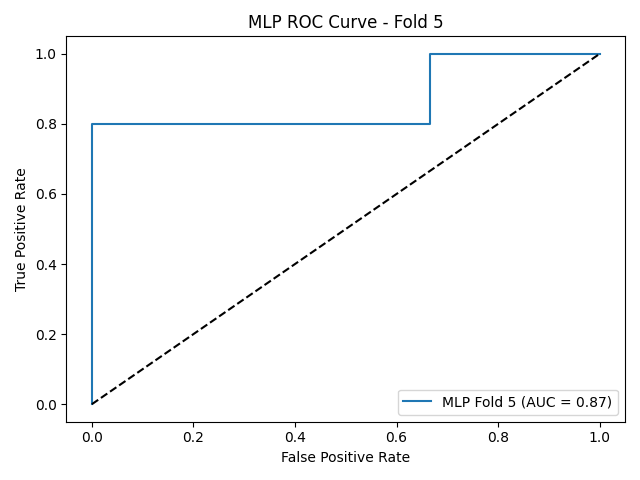 MLP ROC Curve - Fold 5
True Positive Rate
1.0
0.8
0.6
0.4
0.2
0.0
MLP Fold 5 (AUC = 0.87)
0.0 0.2 0.4 0.6 0.8 1.0
False Positive Rate